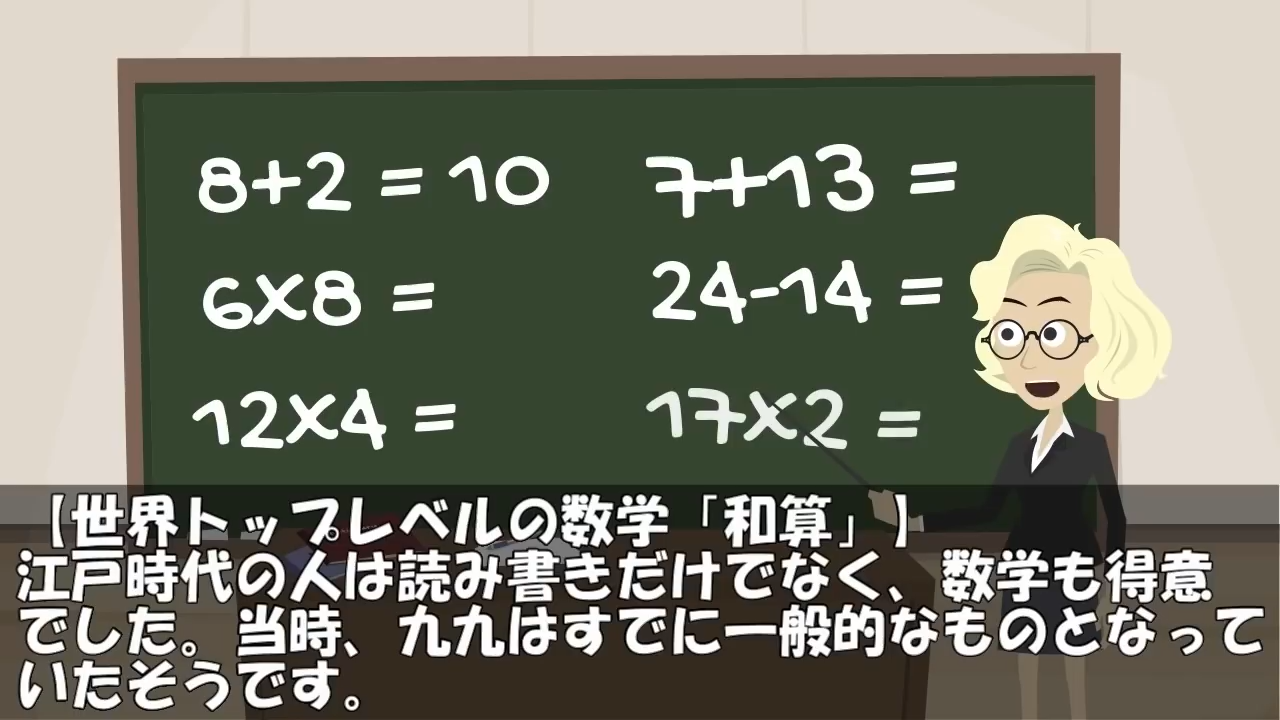 8+2 = 10
7+13 =
6×8 =
24-14 =
12×4 =
17×2 =
【世界トップレベルの数学「和算」】
江戸時代の人は読み書きだけでなく、数学も得意
でした。当時、九九はすでに一般的なものとなって
いたそうです。